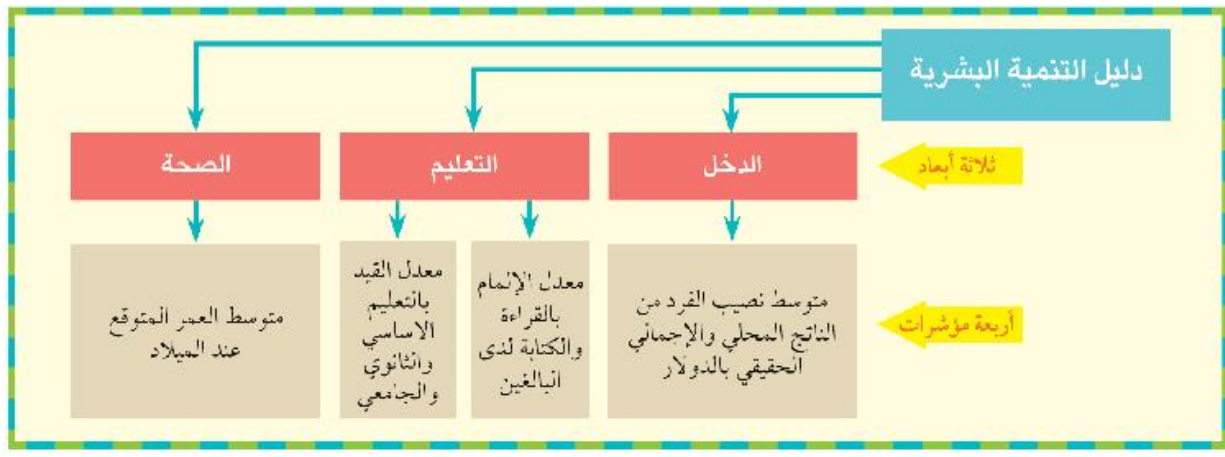 دليل التنمية البشرية
ثلاثة أبعاد
الدخل
التعليم
الصحة
أربعة مؤشرات
متوسط نصيب الفرد من
الناتج المحلي والإجمالي
الحقيقي بالدولار
معدل الإلمام
بالقراءة
والكتابة لدى
البالغين
معدل القيد
بالتعليم
الاساسي
والثانوي
والجامعي
متوسط العمر المتوقع
عند الميلاد